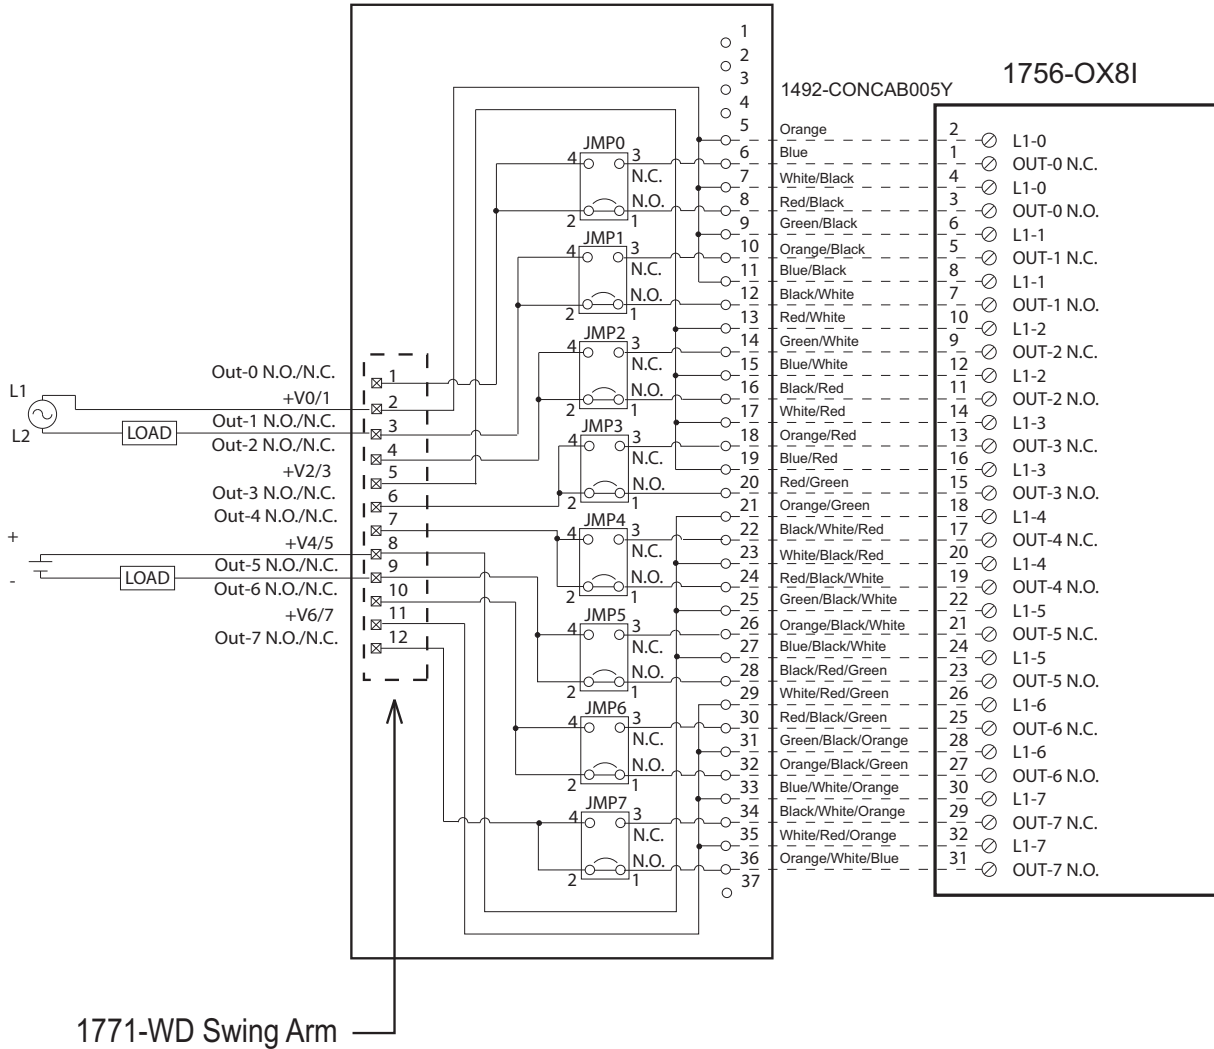 1756-OX8I
1492-CONCAB005Y
1
2
3
4
5 Orange 2 L1-0
6 Blue 1 OUT-0 N.C.
7 White/Black 4 L1-0
8 Red/Black 3 OUT-0 N.O.
9 Green/Black 6 L1-1
10 Orange/Black 5 OUT-1 N.C.
11 Blue/Black 8 L1-1
12 Black/White 7 OUT-1 N.O.
13 Red/White 10 L1-2
14 Green/White 9 OUT-2 N.C.
15 Blue/White 12 L1-2
16 Black/Red 11 OUT-2 N.O.
17 White/Red 14 L1-3
18 Orange/Red 13 OUT-3 N.C.
19 Blue/Red 16 L1-3
20 Red/Green 15 OUT-3 N.O.
21 Orange/Green 18 L1-4
22 Black/White/Red 17 OUT-4 N.C.
23 White/Black/Red 20 L1-4
24 Red/Black/White 19 OUT-4 N.O.
25 Green/Black/White 22 L1-5
26 Orange/Black/White 21 OUT-5 N.C.
27 Blue/Black/White 24 L1-5
28 Black/Red/Green 23 OUT-5 N.O.
29 White/Red/Green 26 L1-6
30 Red/Black/Green 25 OUT-6 N.C.
31 Green/Black/Orange 28 L1-6
32 Orange/Black/Green 27 OUT-6 N.O.
33 Blue/White/Orange 30 L1-7
34 Black/White/Orange 29 OUT-7 N.C.
35 White/Red/Orange 32 L1-7
36 Orange/White/Blue 31 OUT-7 N.O.
37
JMP0
4 3
N.C.
N.O.
2 1
JMP1
4 3
N.C.
N.O.
2 1
JMP2
4 3
N.C.
N.O.
2 1
JMP3
4 3
N.C.
N.O.
2 1
JMP4
4 3
N.C.
N.O.
2 1
JMP5
4 3
N.C.
N.O.
2 1
JMP6
4 3
N.C.
N.O.
2 1
JMP7
4 3
N.C.
N.O.
2 1
Out-0 N.O./N.C. 1
+V0/1 2
Out-1 N.O./N.C. 3
Out-2 N.O./N.C. 4
+V2/3 5
Out-3 N.O./N.C. 6
Out-4 N.O./N.C. 7
+V4/5 8
Out-5 N.O./N.C. 9
Out-6 N.O./N.C. 10
+V6/7 11
Out-7 N.O./N.C. 12
L1
L2
LOAD
+
-
LOAD
1771-WD Swing Arm